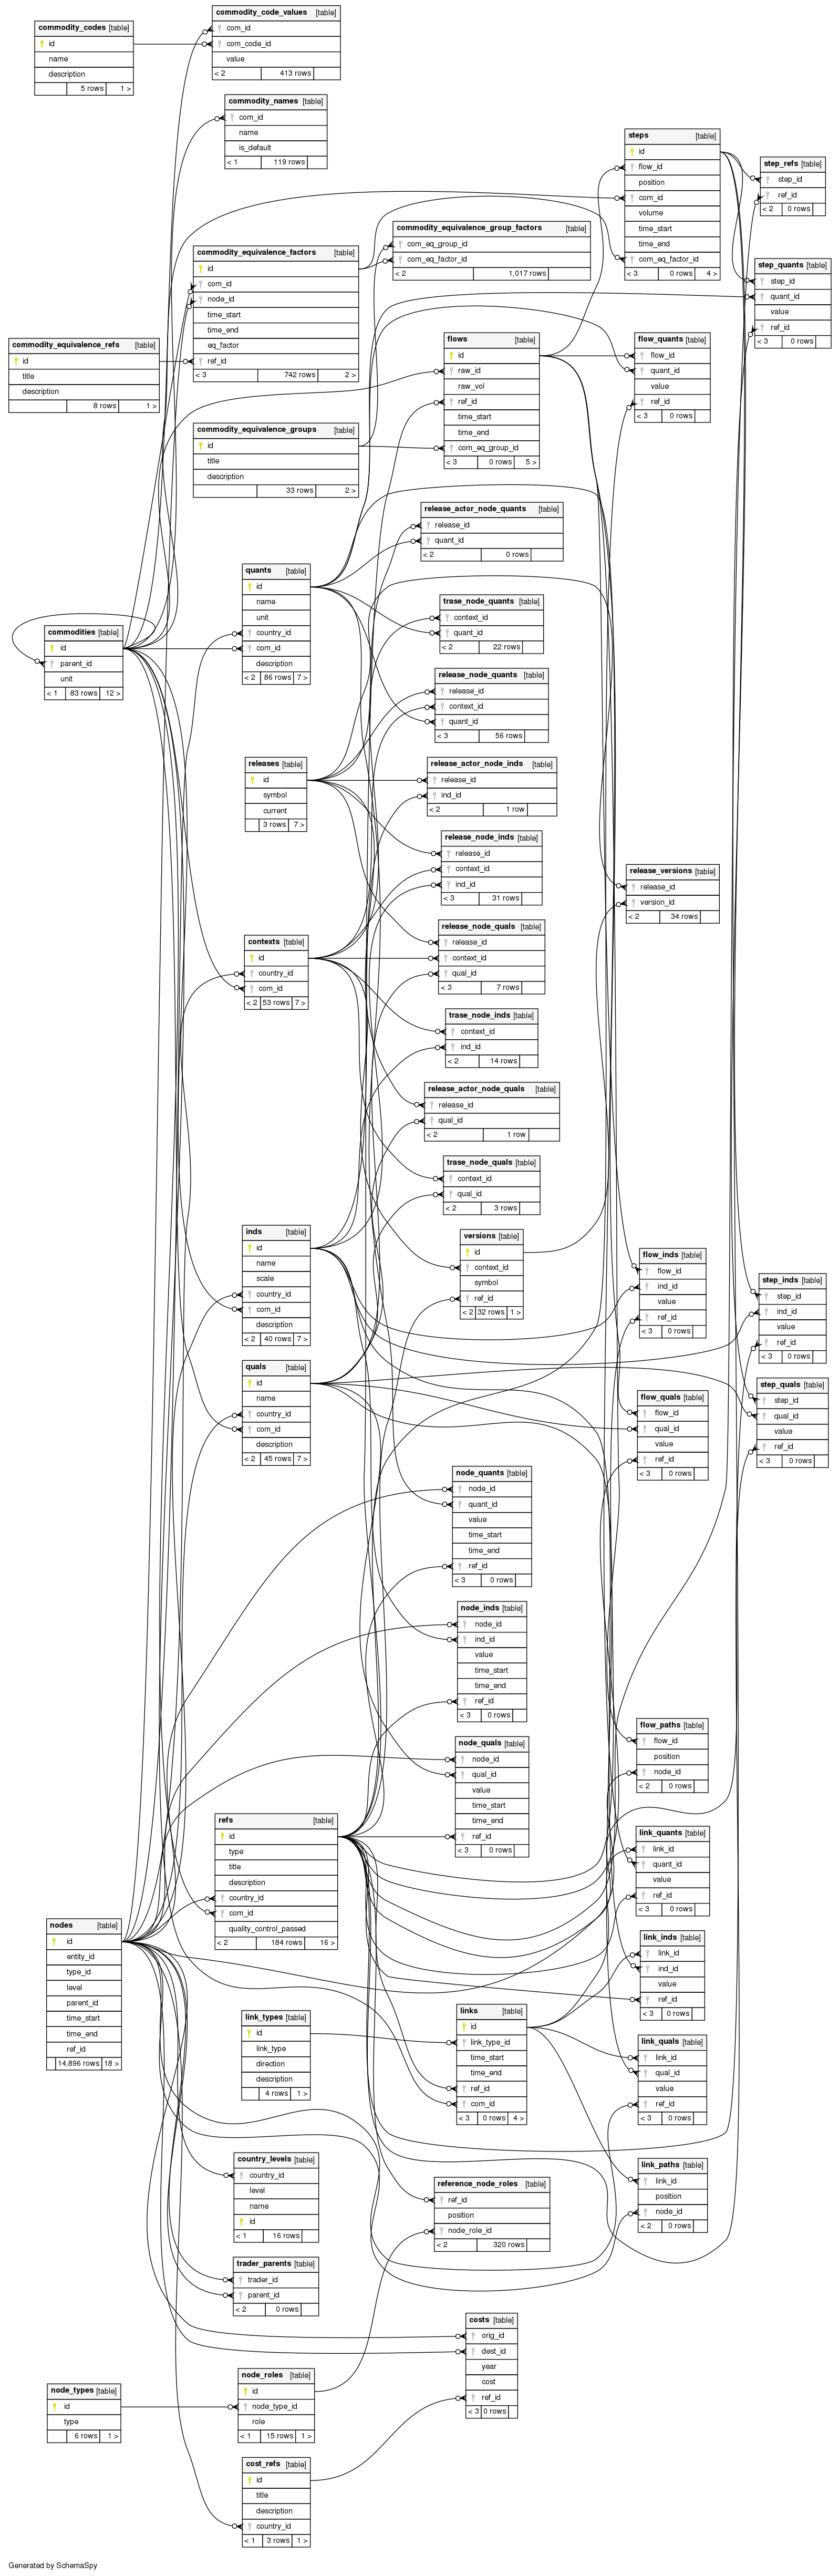 commodity_codes [table]
id
name
description
5 rows 1 >
commodity_code_values [table]
com_id
com_code_id
value
< 2 413 rows
commodity_names [table]
com_id
name
is_default
< 1 119 rows
steps [table]
id
flow_id
position
com_id
volume
time_start
time_end
com_eq_factor_id
< 3 0 rows 4 >
step_refs [table]
step_id
ref_id
< 2 0 rows
commodity_equivalence_group_factors [table]
com_eq_group_id
com_eq_factor_id
< 2 1,017 rows
commodity_equivalence_factors [table]
id
com_id
node_id
time_start
time_end
eq_factor
ref_id
< 3 742 rows 2 >
step_quants [table]
step_id
quant_id
value
ref_id
< 3 0 rows
commodity_equivalence_refs [table]
id
title
description
8 rows 1 >
flows [table]
id
raw_id
raw_vol
ref_id
time_start
time_end
com_eq_group_id
< 3 0 rows 5 >
flow_quants [table]
flow_id
quant_id
value
ref_id
< 3 0 rows
commodity_equivalence_groups [table]
id
title
description
33 rows 2 >
release_actor_node_quants [table]
release_id
quant_id
< 2 0 rows
quants [table]
id
name
unit
country_id
com_id
description
< 2 86 rows 7 >
trase_node_quants [table]
context_id
quant_id
< 2 22 rows
commodities [table]
id
parent_id
unit
< 1 83 rows 12 >
release_node_quants [table]
release_id
context_id
quant_id
< 3 56 rows
releases [table]
id
symbol
current
3 rows 7 >
release_actor_node_inds [table]
release_id
ind_id
< 2 1 row
release_node_inds [table]
release_id
context_id
ind_id
< 3 31 rows
release_versions [table]
release_id
version_id
< 2 34 rows
release_node_quals [table]
release_id
context_id
qual_id
< 3 7 rows
contexts [table]
id
country_id
com_id
< 2 53 rows 7 >
trase_node_inds [table]
context_id
ind_id
< 2 14 rows
release_actor_node_quals [table]
release_id
qual_id
< 2 1 row
trase_node_quals [table]
context_id
qual_id
< 2 3 rows
inds [table]
id
name
scale
country_id
com_id
description
< 2 40 rows 7 >
versions [table]
id
context_id
symbol
ref_id
< 2 32 rows 1 >
flow_inds [table]
flow_id
ind_id
value
ref_id
< 3 0 rows
step_inds [table]
step_id
ind_id
value
ref_id
< 3 0 rows
quals [table]
id
name
country_id
com_id
description
< 2 45 rows 7 >
flow_quals [table]
flow_id
qual_id
value
ref_id
< 3 0 rows
step_quals [table]
step_id
qual_id
value
ref_id
< 3 0 rows
node_quants [table]
node_id
quant_id
value
time_start
time_end
ref_id
< 3 0 rows
node_inds [table]
node_id
ind_id
value
time_start
time_end
ref_id
< 3 0 rows
flow_paths [table]
flow_id
position
node_id
< 2 0 rows
node_quals [table]
node_id
qual_id
value
time_start
time_end
ref_id
< 3 0 rows
refs [table]
id
type
title
description
country_id
com_id
quality_control_passed
< 2 184 rows 16 >
link_quants [table]
link_id
quant_id
value
ref_id
< 3 0 rows
nodes [table]
id
entity_id
type_id
level
parent_id
time_start
time_end
ref_id
14,896 rows 18 >
link_inds [table]
link_id
ind_id
value
ref_id
< 3 0 rows
link_types [table]
id
link_type
direction
description
4 rows 1 >
links [table]
id
link_type_id
time_start
time_end
ref_id
com_id
< 3 0 rows 4 >
link_quals [table]
link_id
qual_id
value
ref_id
< 3 0 rows
country_levels [table]
country_id
level
name
id
< 1 16 rows
reference_node_roles [table]
ref_id
position
node_role_id
< 2 320 rows
link_paths [table]
link_id
position
node_id
< 2 0 rows
trader_parents [table]
trader_id
parent_id
< 2 0 rows
costs [table]
orig_id
dest_id
year
cost
ref_id
< 3 0 rows
node_types [table]
id
type
6 rows 1 >
node_roles [table]
id
node_type_id
role
< 1 15 rows 1 >
cost_refs [table]
id
title
description
country_id
< 1 3 rows 1 >
Generated by SchemaSpy